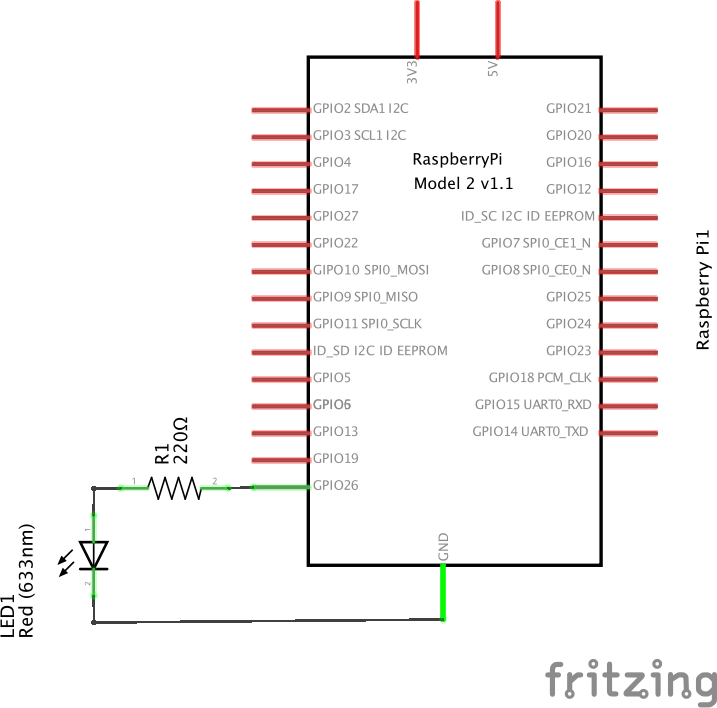 3V3
5V
GPIO2 SDA1 I2C
GPIO21
GPIO3 SCL1 I2C
GPIO20
GPIO4
RaspberryPi
Model 2 v1.1
GPIO16
GPIO17
GPIO12
GPIO27
ID_SC I2C ID EEPROM
GPIO22
GPIO7 SPI0_CE1_N
GIPO10 SPI0_MOSI
GPIO8 SPI0_CE0_N
GPIO9 SPI0_MISO
GPIO25
GPIO11 SPI0_SCLK
GPIO24
ID_SD I2C ID EEPROM
GPIO23
GPIO5
GPIO18 PCM_CLK
GPIO6
GPIO15 UART0_RXD
GPIO13
GPIO14 UART0_TXD
GPIO19
GPIO26
GND
Raspberry Pi1
R1
220Ω
1
2
1
2
LED1
Red (633nm)
fritzing